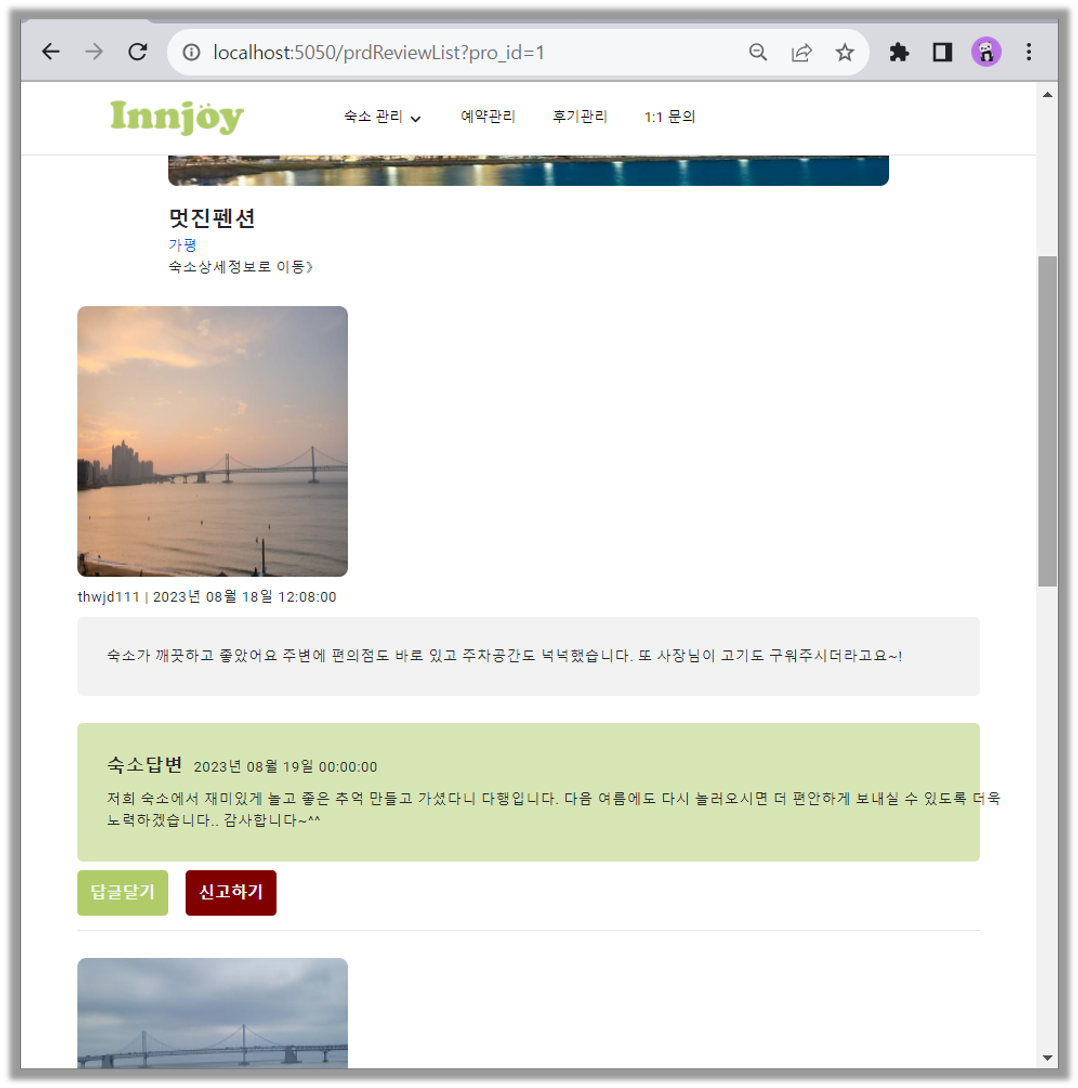 localhost:5050/prdReviewList?pro_id=1
Innjoy 숙소 관리 예약관리 후기관리 1:1 문의
멋진펜션
가평
숙소상세정보로 이동》
thwjd111 | 2023년 08월 18일 12:08:00
숙소가 깨끗하고 좋았어요 주변에 편의점도 바로 있고 주차공간도 넉넉했습니다. 또 사장님이 고기도 구워주시더라고요~!
숙소답변 2023년 08월 19일 00:00:00
저희 숙소에서 재미있게 놀고 좋은 추억 만들고 가셨다니 다행입니다. 다음 여름에도 다시 놀러오시면 더 편안하게 보내실 수 있도록 더욱
노력하겠습니다.. 감사합니다~^^
답글달기 신고하기